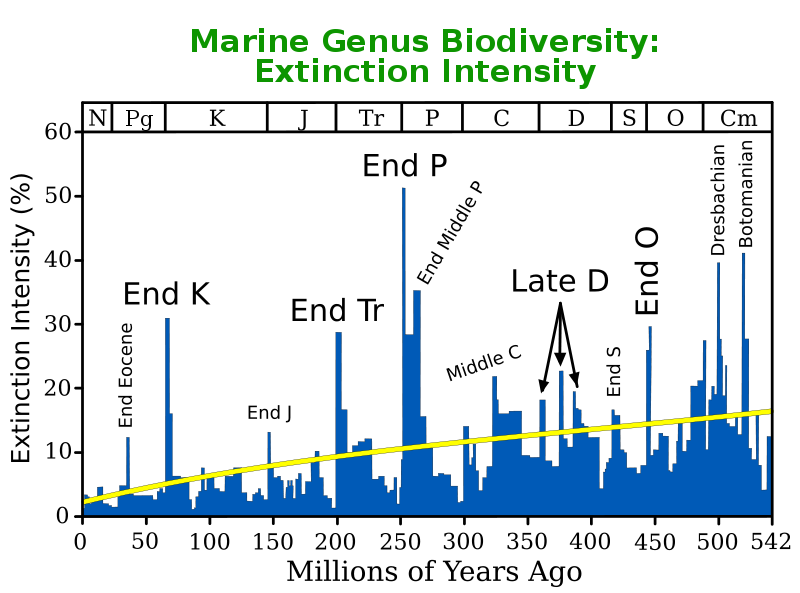 Marine Genus Biodiversity:
Extinction Intensity
N Pg K J Tr P C D S O Cm
60
50
40
30
20
10
0
Extinction Intensity (%)
End Eocene
End K
End J
End Tr
End P
End Middle P
Middle C
Late D
End S
End O
Dresbachian
Botomanian
0 50 100 150 200 250 300 350 400 450 500 542
Millions of Years Ago